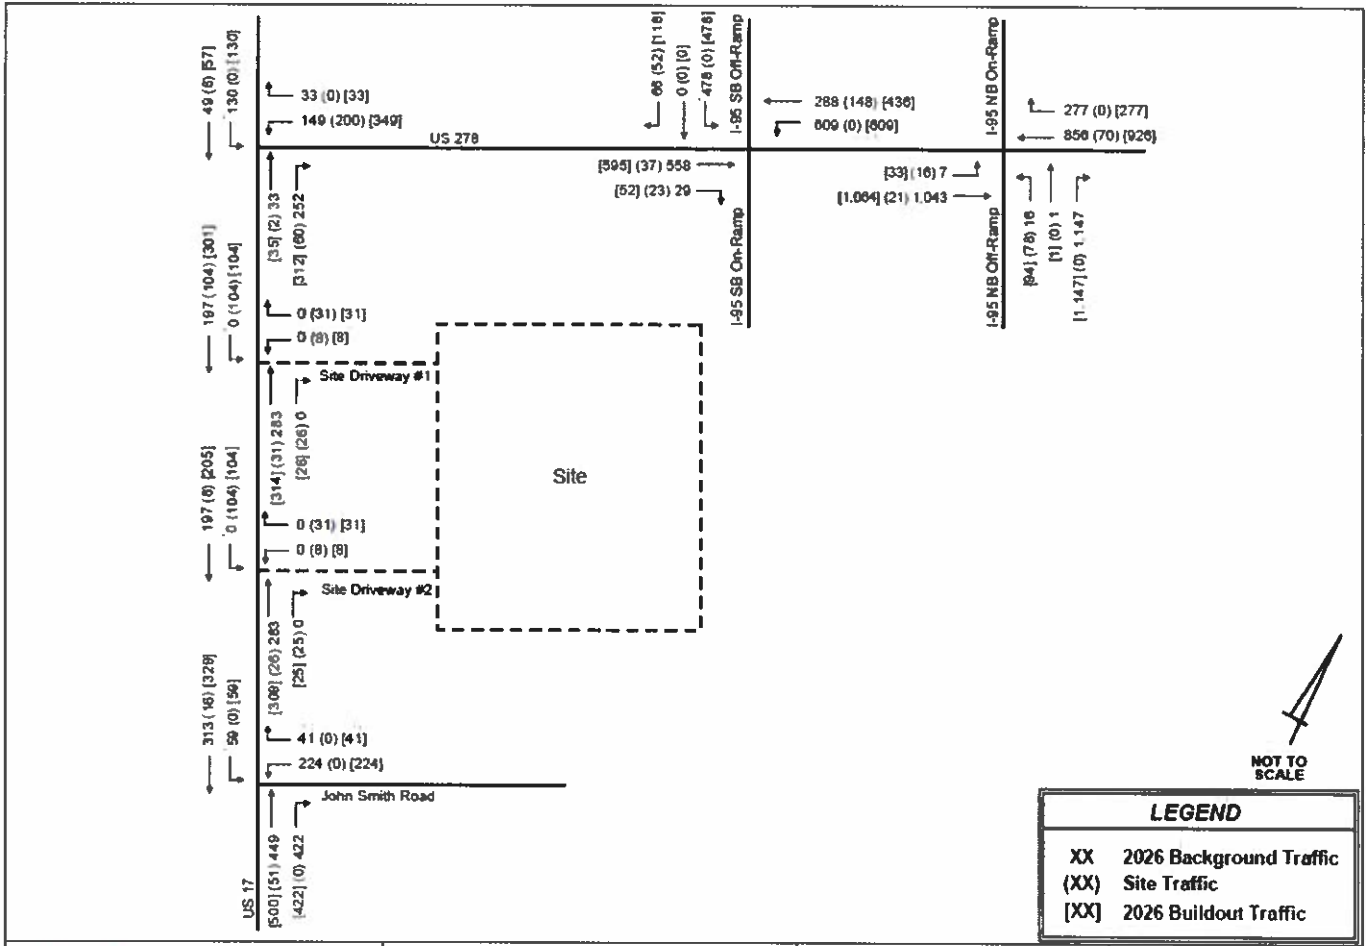 49 (6) [57]
130 (0) [130]
33 (0) [33]
149 (200) [349]
US 278
66 (52) [118]
0 (0) [0]
478 (0) [478]
I-95 SB Off-Ramp
288 (148) [436]
609 (0) [609]
I-95 NB On-Ramp
277 (0) [277]
856 (70) [926]
[595] (37) 558
[52] (23) 29
I-95 SB On-Ramp
[33] (16) 7
[1,064] (21) 1,043
I-95 NB Off-Ramp
[94] (78) 16
[1] (0) 1
[1,147] (0) 1,147
[35] (2) 33
[312] (60) 252
197 (104) [301]
0 (104) [104]
0 (31) [31]
0 (8) [8]
Site Driveway #1
[314] (31) 283
[26] (26) 0
Site
197 (8) [205]
0 (104) [104]
0 (31) [31]
0 (8) [8]
Site Driveway #2
[308] (26) 283
[25] (25) 0
313 (16) [329]
59 (0) [59]
41 (0) [41]
224 (0) [224]
John Smith Road
US 17
[500] (51) 449
[422] (0) 422
NOT TO
SCALE
LEGEND
XX 2026 Background Traffic
(XX) Site Traffic
[XX] 2026 Buildout Traffic